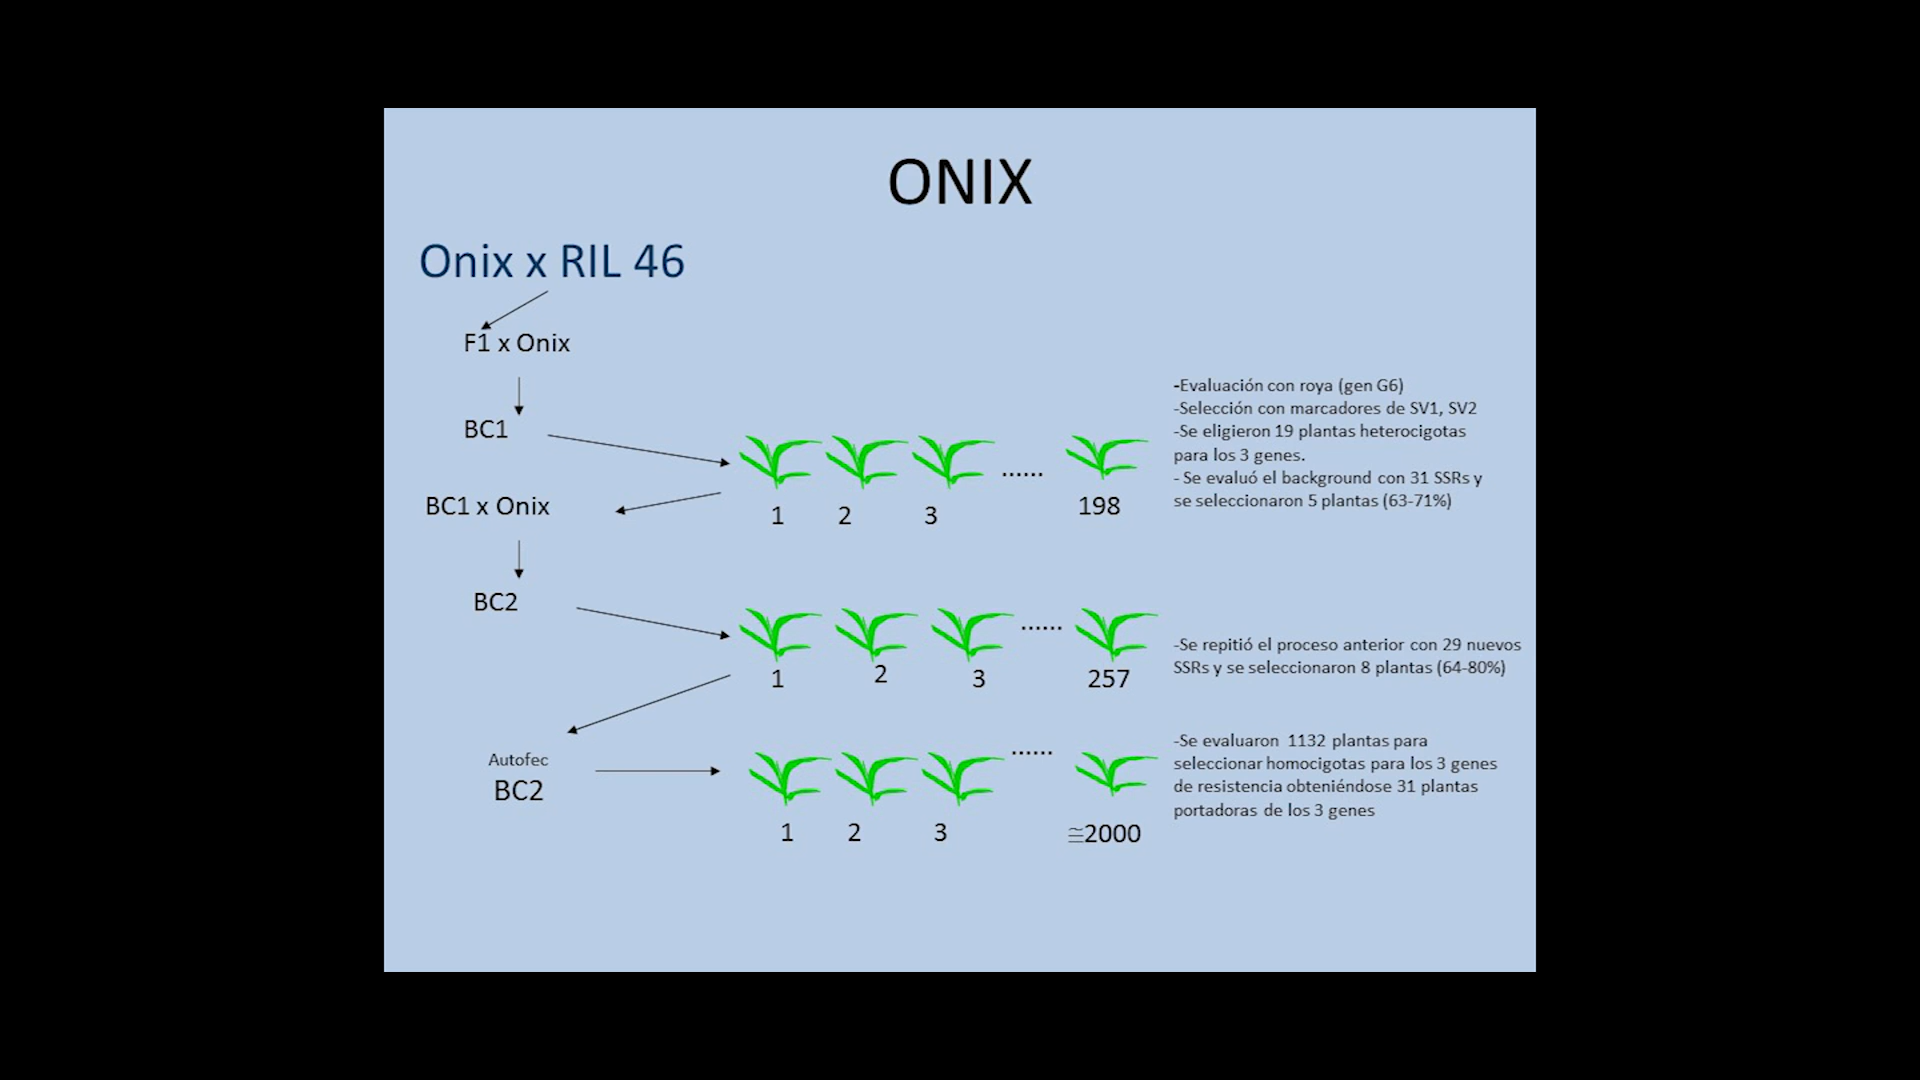 ONIX
Onix x RIL 46
F1 x Onix
BC1
-Evaluación con roya (gen G6)
-Selección con marcadores de SV1, SV2
-Se eligieron 19 plantas heterocigotas
para los 3 genes.
- Se evaluó el background con 31 SSRs y
se seleccionaron 5 plantas (63-71%)
......
1 2 3 198
BC1 x Onix
BC2
......
1 2 3 257
-Se repitió el proceso anterior con 29 nuevos
SSRs y se seleccionaron 8 plantas (64-80%)
Autofec
BC2
......
1 2 3 ≅2000
-Se evaluaron 1132 plantas para
seleccionar homocigotas para los 3 genes
de resistencia obteniéndose 31 plantas
portadoras de los 3 genes